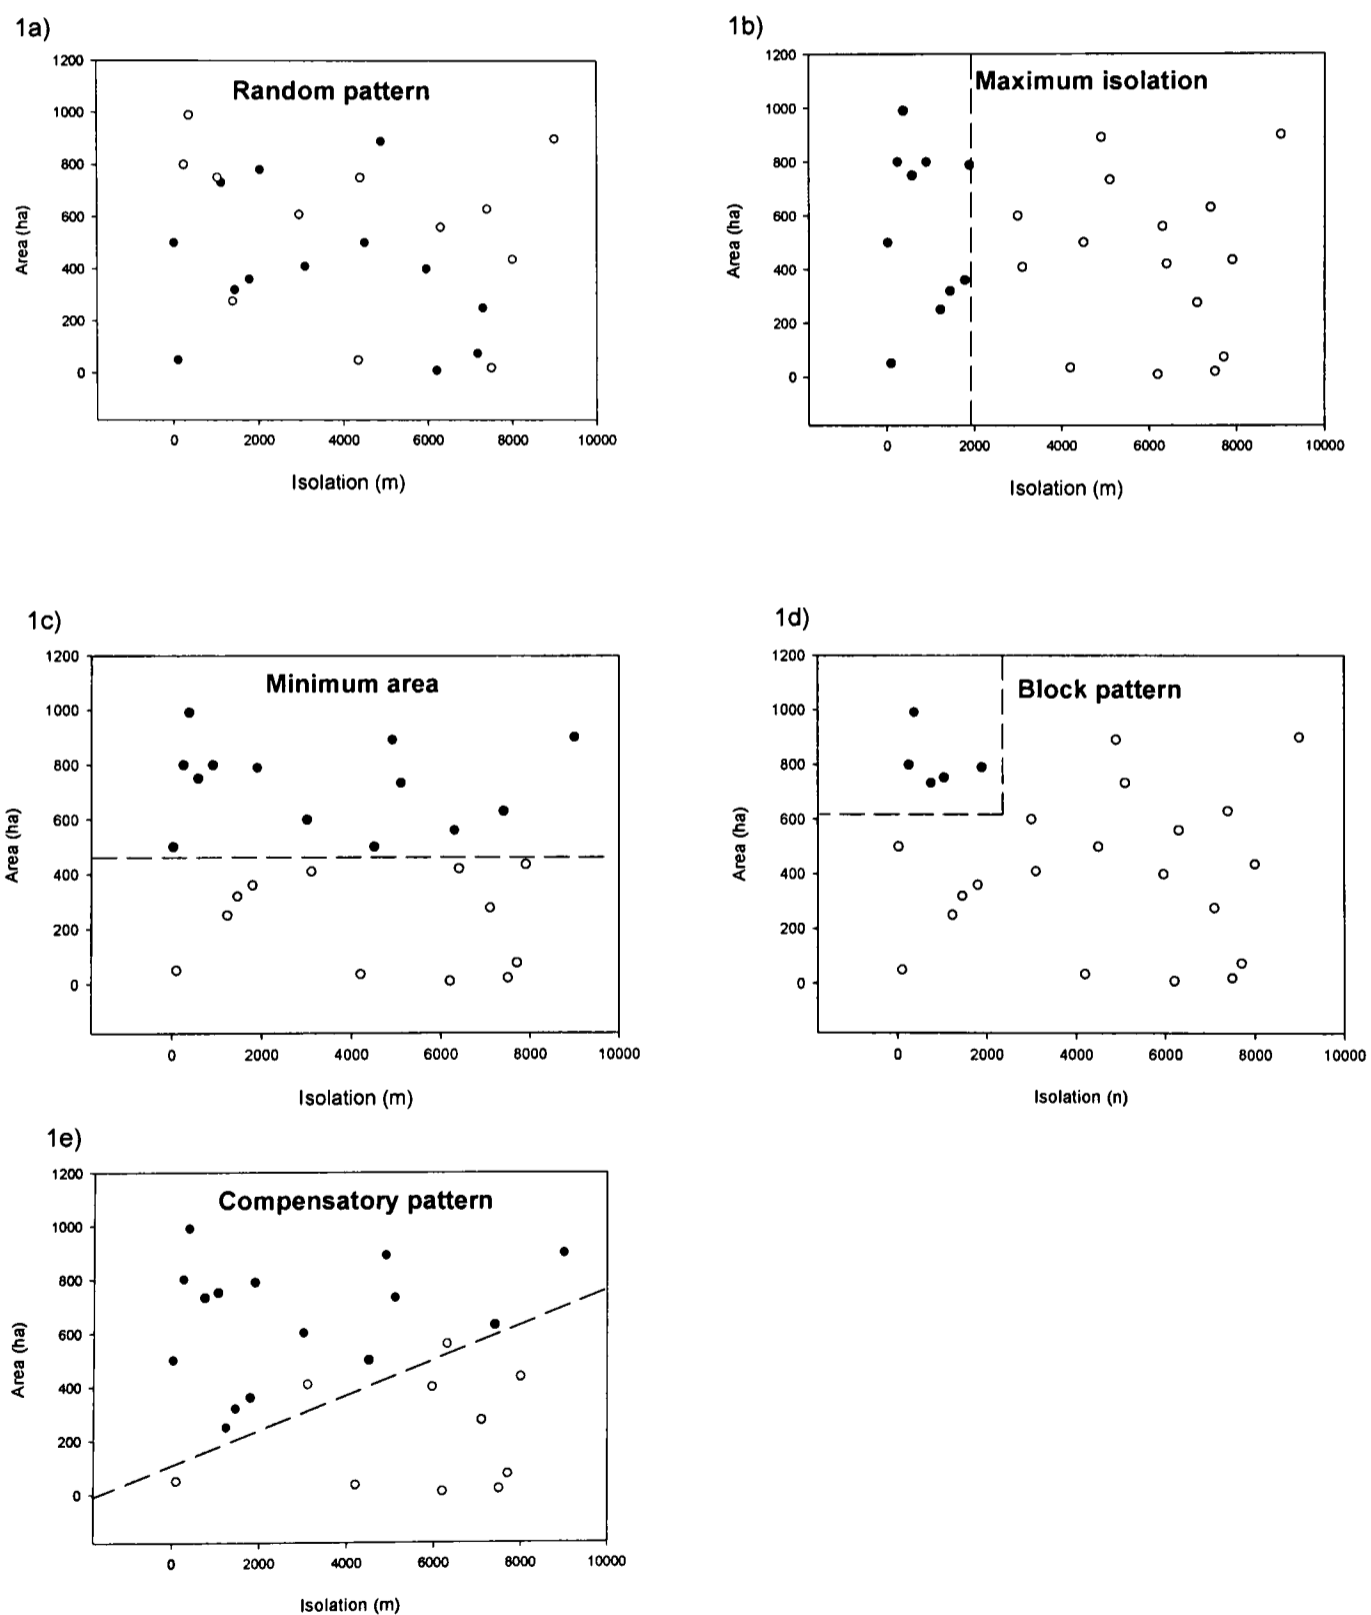 1a)
Random pattern
1200
1000
800
600
400
200
0
Area (ha)
0 2000 4000 6000 8000 10000
Isolation (m)
1b)
Maximum isolation
1200
1000
800
600
400
200
0
Area (ha)
0 2000 4000 6000 8000 10000
Isolation (m)
1c)
Minimum area
1200
1000
800
600
400
200
0
Area (ha)
0 2000 4000 6000 8000 10000
Isolation (m)
1d)
Block pattern
1200
1000
800
600
400
200
0
Area (ha)
0 2000 4000 6000 8000 10000
Isolation (n)
1e)
Compensatory pattern
1200
1000
800
600
400
200
0
Area (ha)
0 2000 4000 6000 8000 10000
Isolation (m)